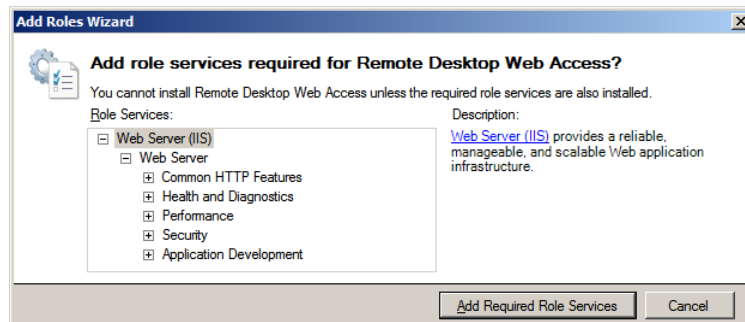 Add Roles Wizard
Add role services required for Remote Desktop Web Access?
You cannot install Remote Desktop Web Access unless the required role services are also installed.
Role Services:
Web Server (IIS)
Web Server
Common HTTP Features
Health and Diagnostics
Performance
Security
Application Development
Description:
Web Server (IIS) provides a reliable,
manageable, and scalable Web application
infrastructure.
Add Required Role Services
Cancel